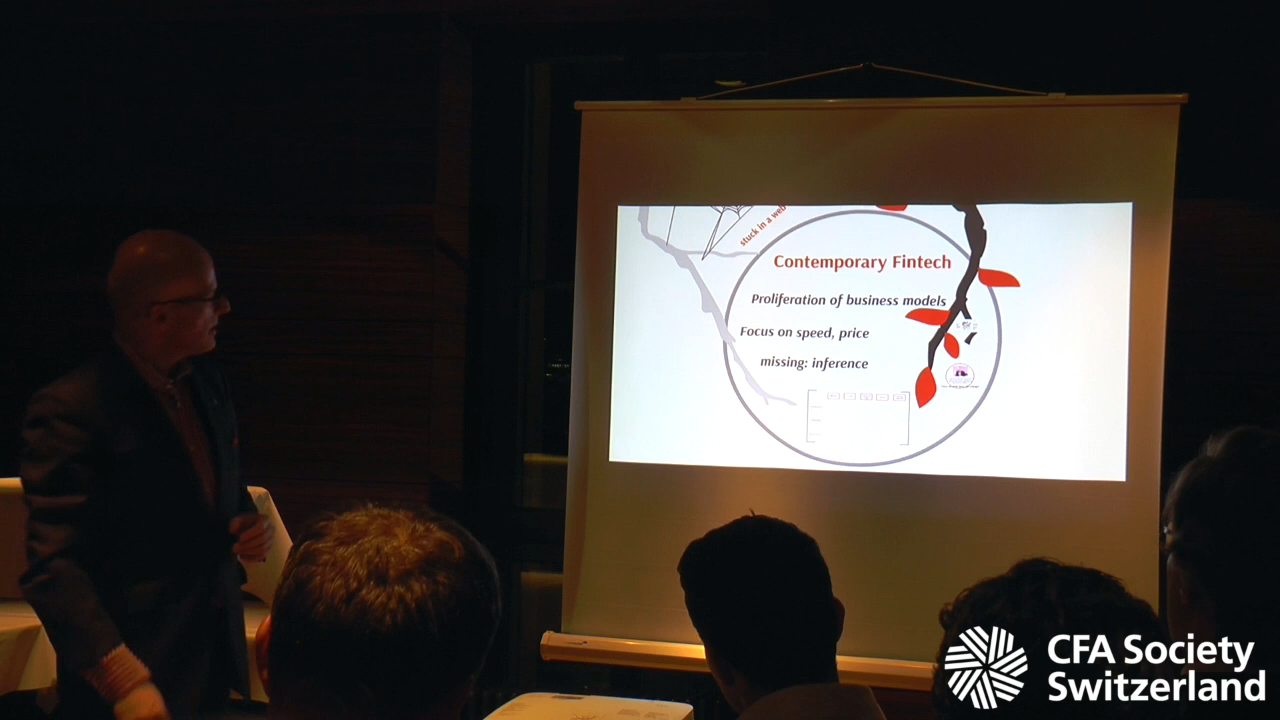 stuck in a web
Contemporary Fintech
Proliferation of business models
Focus on speed, price
missing: inference
CFA Society
Switzerland